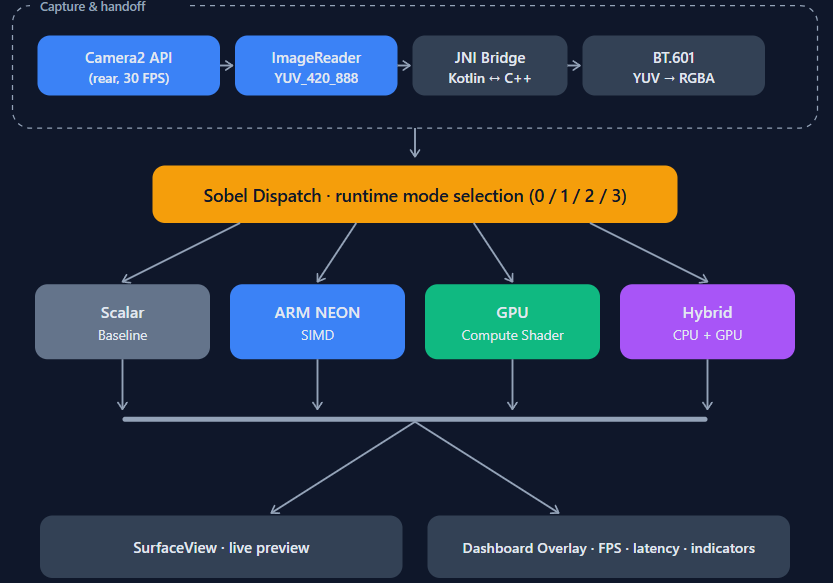 Capture & handoff
Camera2 API
(rear, 30 FPS)
ImageReader
YUV_420_888
JNI Bridge
Kotlin ↔ C++
BT.601
YUV → RGBA
Sobel Dispatch · runtime mode selection (0 / 1 / 2 / 3)
Scalar
Baseline
ARM NEON
SIMD
GPU
Compute Shader
Hybrid
CPU + GPU
SurfaceView · live preview
Dashboard Overlay · FPS · latency · indicators